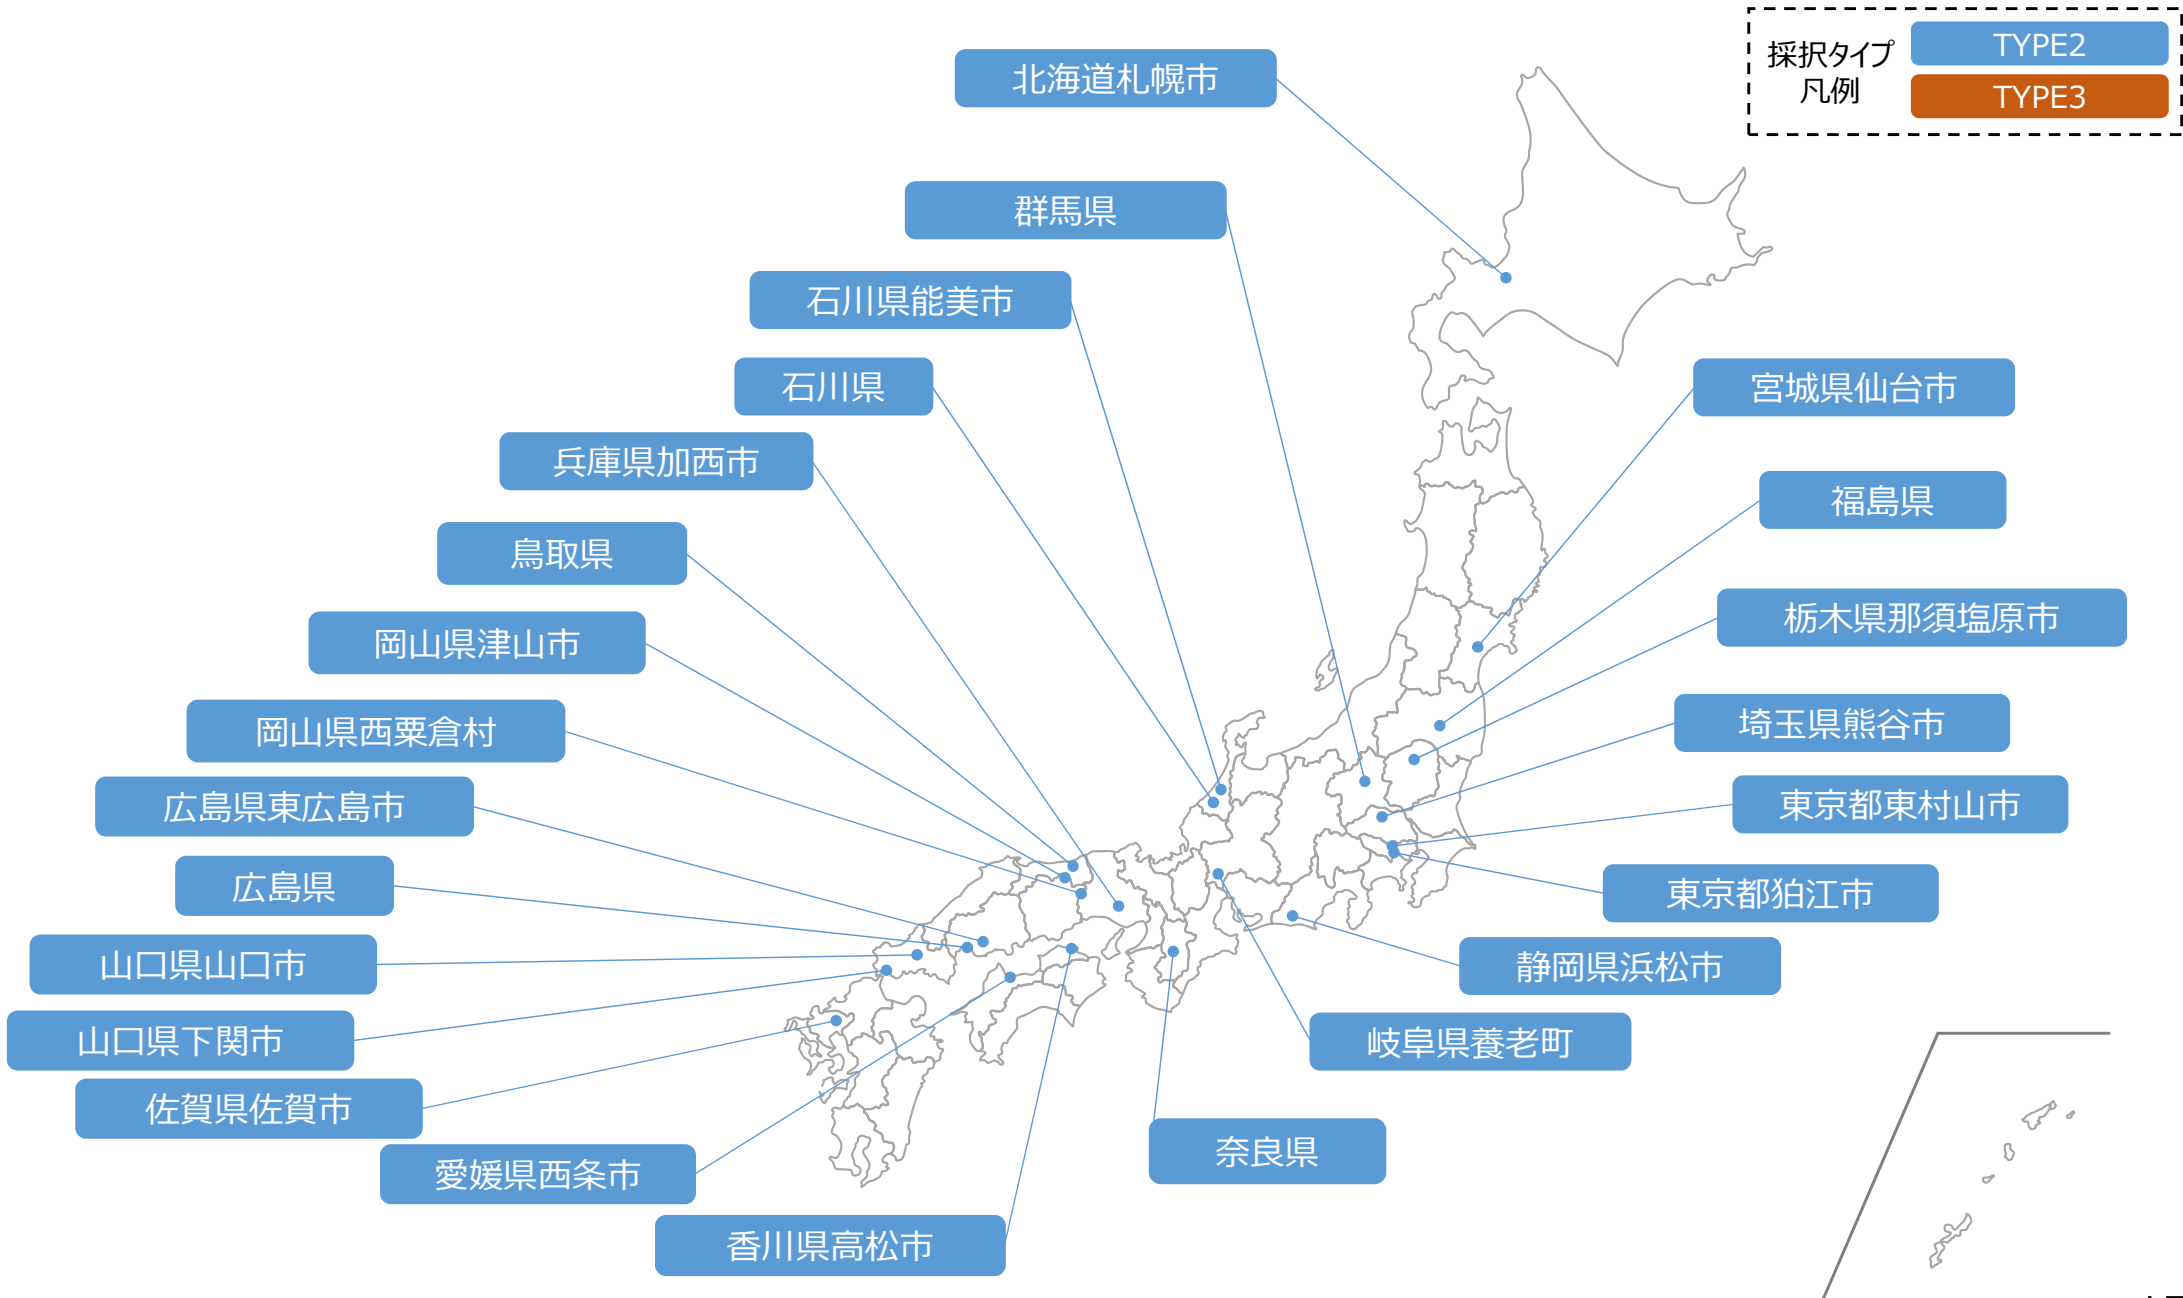 採択タイプ
凡例
TYPE2
TYPE3
北海道札幌市
群馬県
石川県能美市
石川県
兵庫県加西市
鳥取県
岡山県津山市
岡山県西粟倉村
広島県東広島市
広島県
山口県山口市
山口県下関市
佐賀県佐賀市
愛媛県西条市
香川県高松市
宮城県仙台市
福島県
栃木県那須塩原市
埼玉県熊谷市
東京都東村山市
東京都狛江市
静岡県浜松市
岐阜県養老町
奈良県